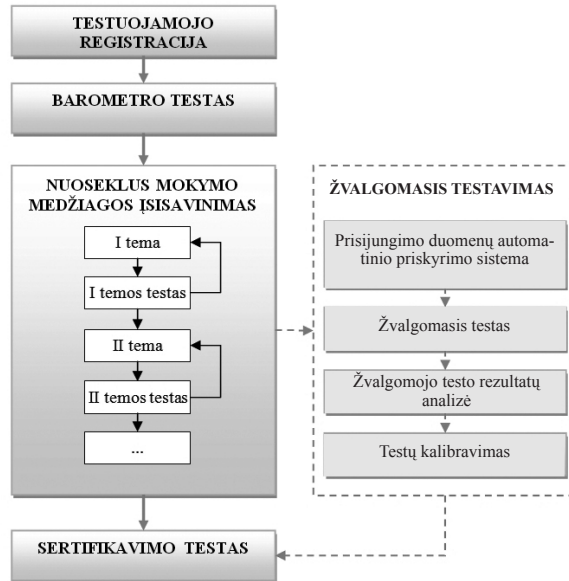 TESTUOJAMOJO
REGISTRACIJA
BAROMETRO TESTAS
NUOSEKLUS MOKYMO
MEDŽIAGOS ĮSISAVINIMAS
I tema
I temos testas
II tema
II temos testas
...
ŽVALGOMASIS TESTAVIMAS
Prisijungimo duomenų automa-
tinio priskyrimo sistema
Žvalgomasis testas
Žvalgomojo testo rezultatų
analizė
Testų kalibravimas
SERTIFIKAVIMO TESTAS